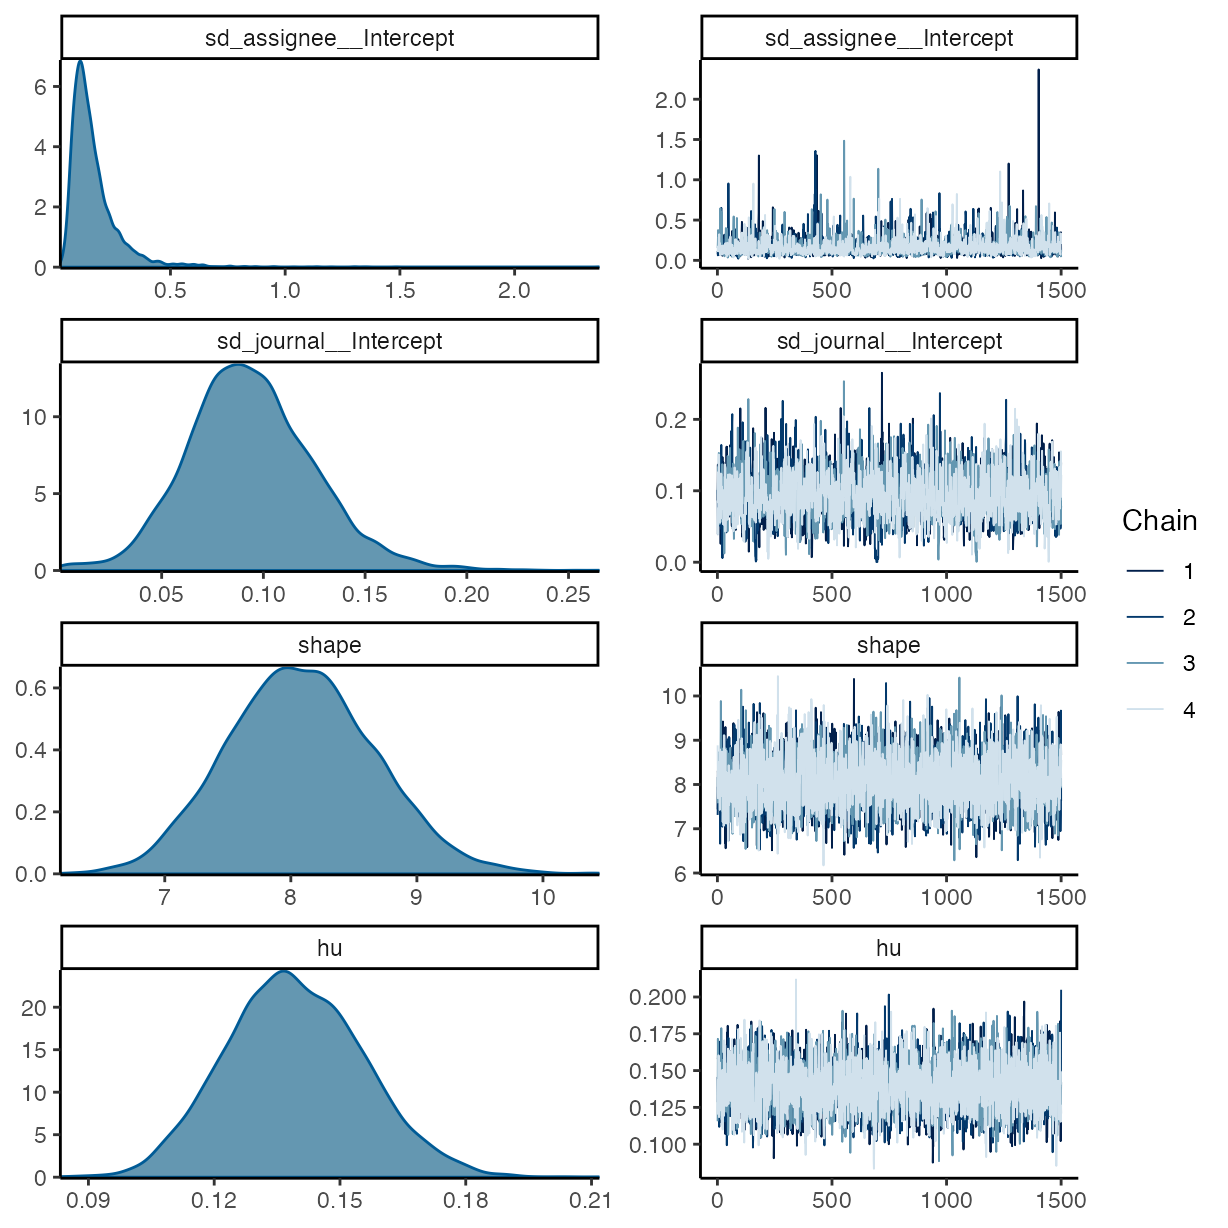 sd_assignee__Intercept
sd_assignee__Intercept
6
4
2
0
0.5 1.0 1.5 2.0
2.0
1.5
1.0
0.5
0.0
0 500 1000 1500
sd_journal__Intercept
sd_journal__Intercept
10
5
0
0.05 0.10 0.15 0.20 0.25
0.2
0.1
0.0
0 500 1000 1500
shape
shape
0.6
0.4
0.2
0.0
7 8 9 10
10
9
8
7
6
0 500 1000 1500
hu
hu
20
15
10
5
0
0.09 0.12 0.15 0.18 0.21
0.200
0.175
0.150
0.125
0.100
0 500 1000 1500
Chain
1
2
3
4